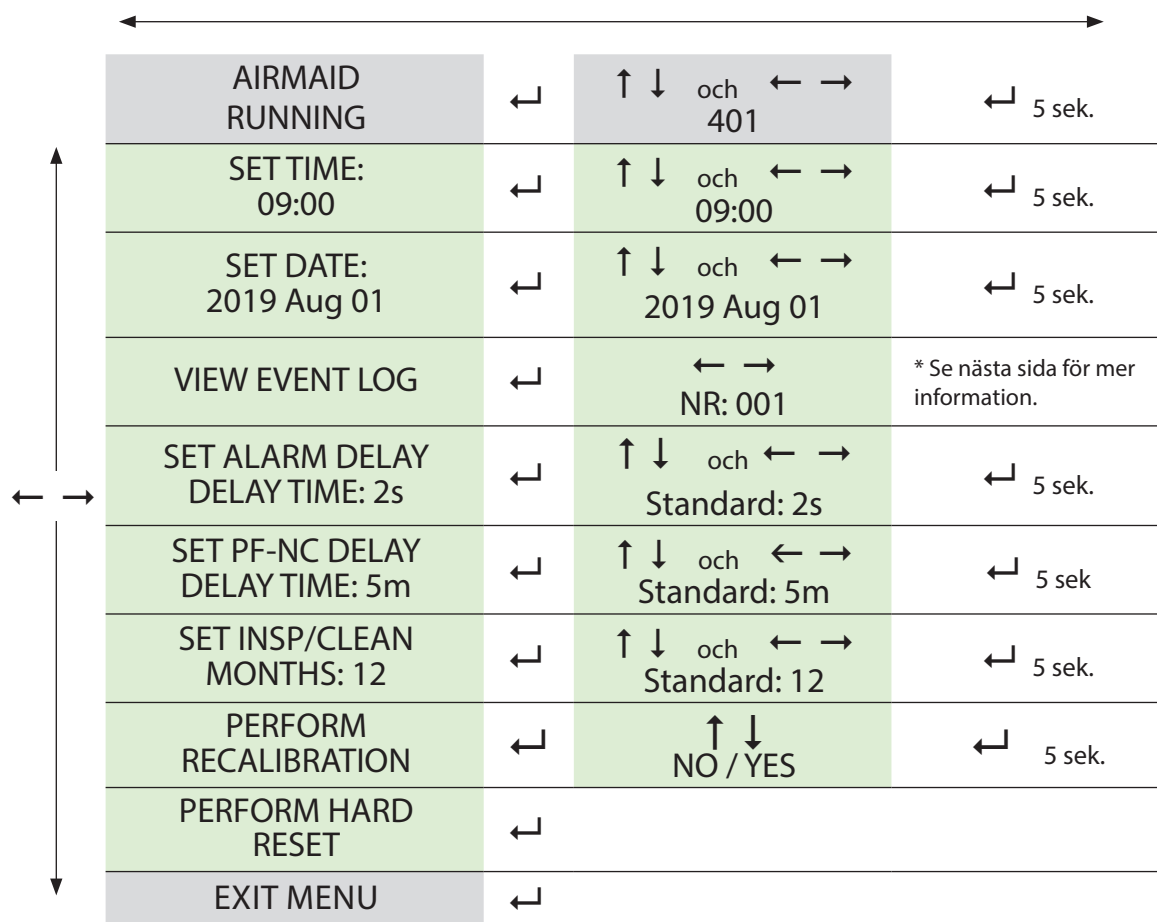 AIRMAID
RUNNING
↵
↑ ↓ och ← →
401
↵ 5 sek.
SET TIME:
09:00
↵
↑ ↓ och ← →
09:00
↵ 5 sek.
SET DATE:
2019 Aug 01
↵
↑ ↓ och ← →
2019 Aug 01
↵ 5 sek.
VIEW EVENT LOG
↵
← →
NR: 001
* Se nästa sida för mer
information.
SET ALARM DELAY
DELAY TIME: 2s
↵
↑ ↓ och ← →
Standard: 2s
↵ 5 sek.
← →
SET PF-NC DELAY
DELAY TIME: 5m
↵
↑ ↓ och ← →
Standard: 5m
↵ 5 sek
SET INSP/CLEAN
MONTHS: 12
↵
↑ ↓ och ← →
Standard: 12
↵ 5 sek.
PERFORM
RECALIBRATION
↵
↑ ↓
NO / YES
↵ 5 sek.
PERFORM HARD
RESET
↵
EXIT MENU
↵